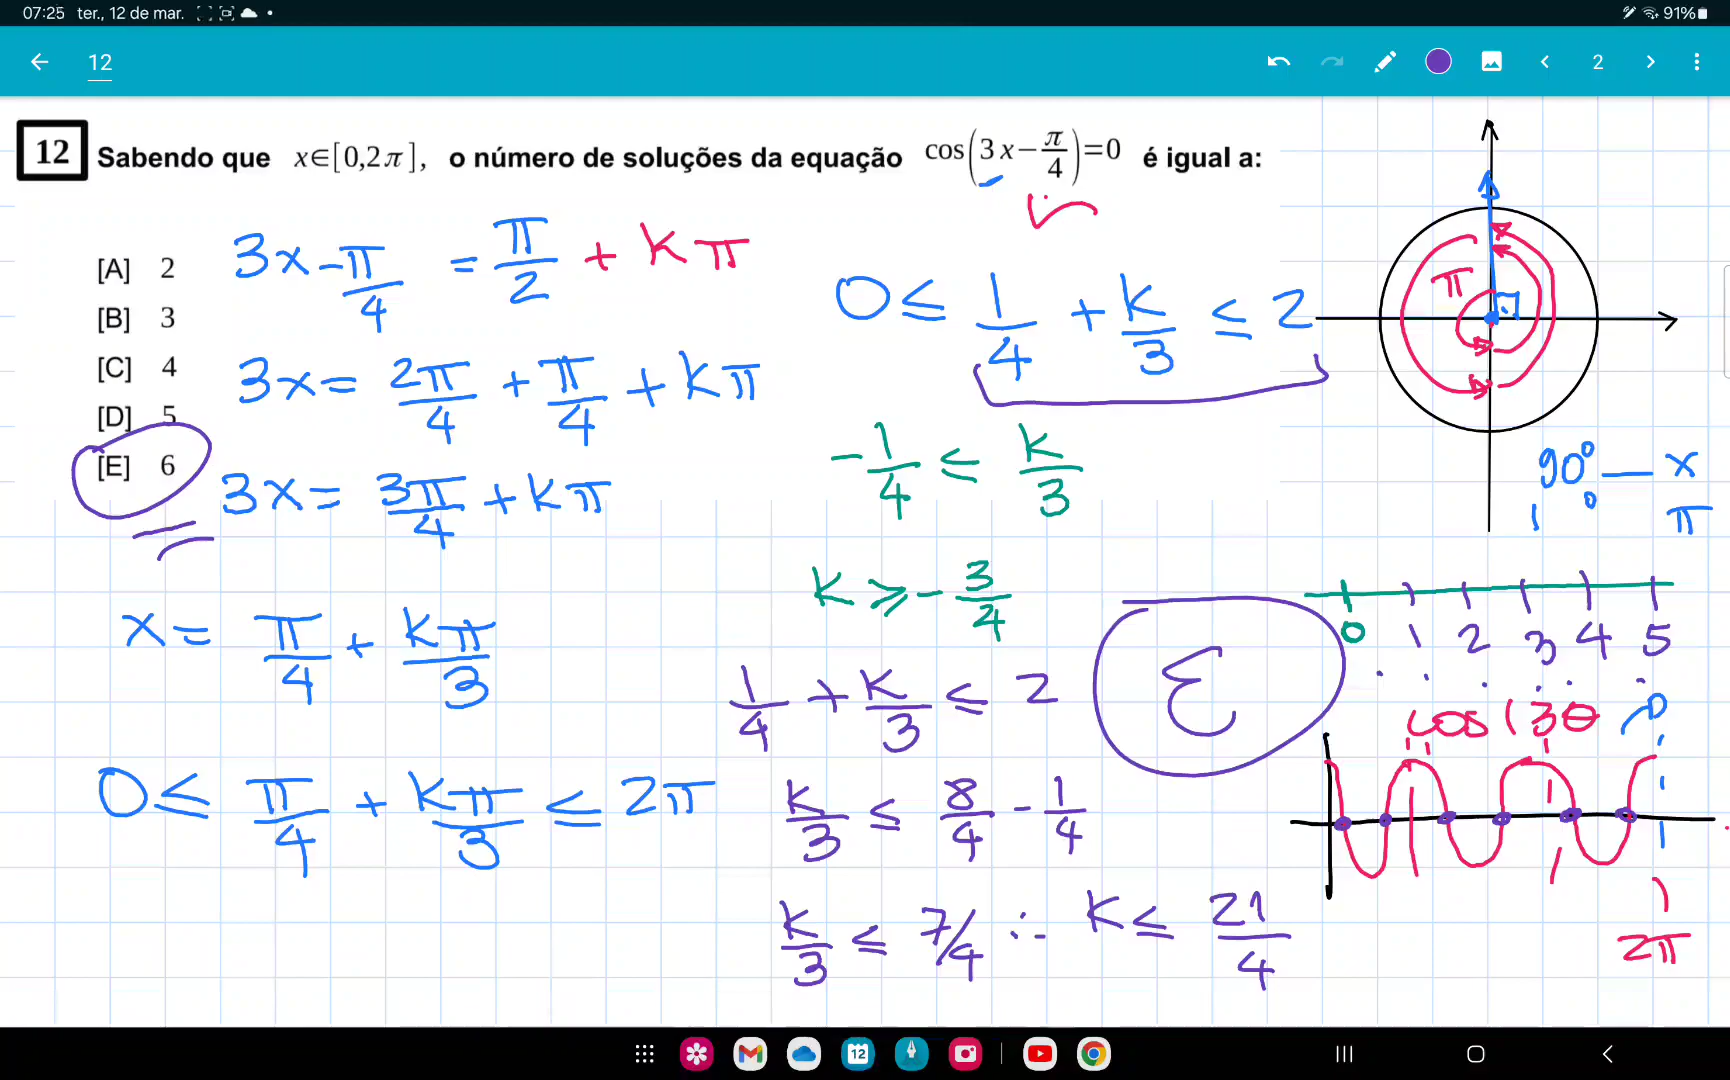 07:25 ter., 12 de mar.
91%
12
2
12 Sabendo que x∈[0,2π], o número de soluções da equação cos(3x−π/4)=0 é igual a:
[A] 2
[B] 3
[C] 4
[D] 5
[E] 6
3x − π/4 = π/2 + kπ
3x = 2π/4 + π/4 + kπ
3x = 3π/4 + kπ
x = π/4 + kπ/3
0 ≤ π/4 + kπ/3 ≤ 2π
0 ≤ 1/4 + k/3 ≤ 2
−1/4 ≤ k/3
k ≥ −3/4
1/4 + k/3 ≤ 2
k/3 ≤ 8/4 − 1/4
k/3 ≤ 7/4 ∴ k ≤ 21/4
π
90° — x
π
0 1 2 3 4 5
cos(3θ
2π
12